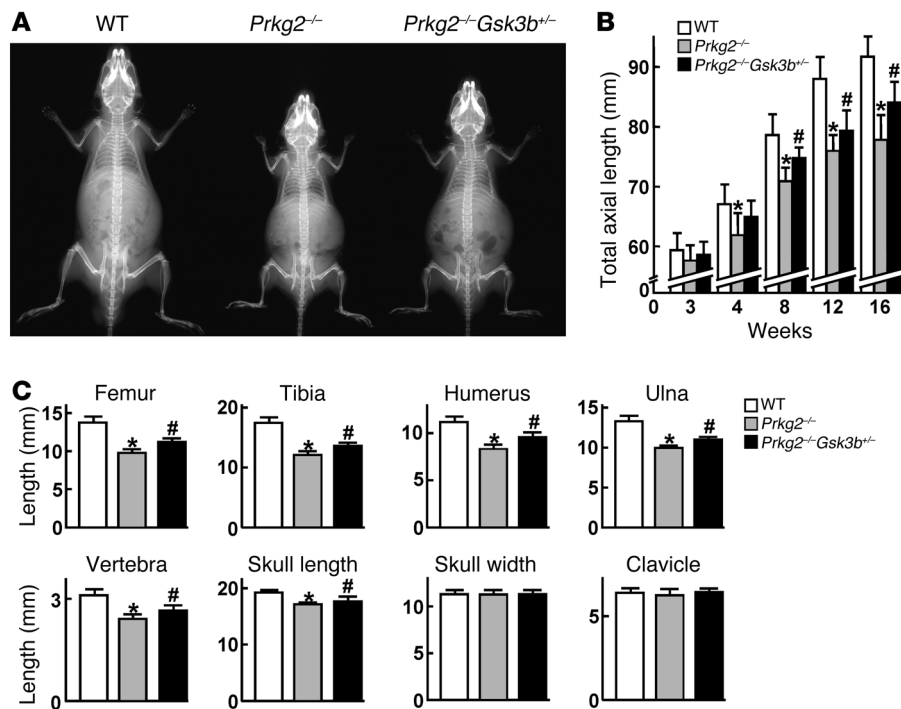 A
WT
Prkg2–/–
Prkg2–/–Gsk3b+/–
B
WT
Prkg2–/–
Prkg2–/–Gsk3b+/–
Total axial length (mm)
90
80
70
60
0
* * * *
# # #
0 3 4 8 12 16
Weeks
C
Femur
Length (mm)
15
10
5
0
* #
Tibia
20
10
0
* #
Humerus
10
5
0
* #
Ulna
15
10
5
0
* #
WT
Prkg2–/–
Prkg2–/–Gsk3b+/–
Vertebra
Length (mm)
3
0
* #
Skull length
20
10
0
* #
Skull width
10
5
0
Clavicle
5
0